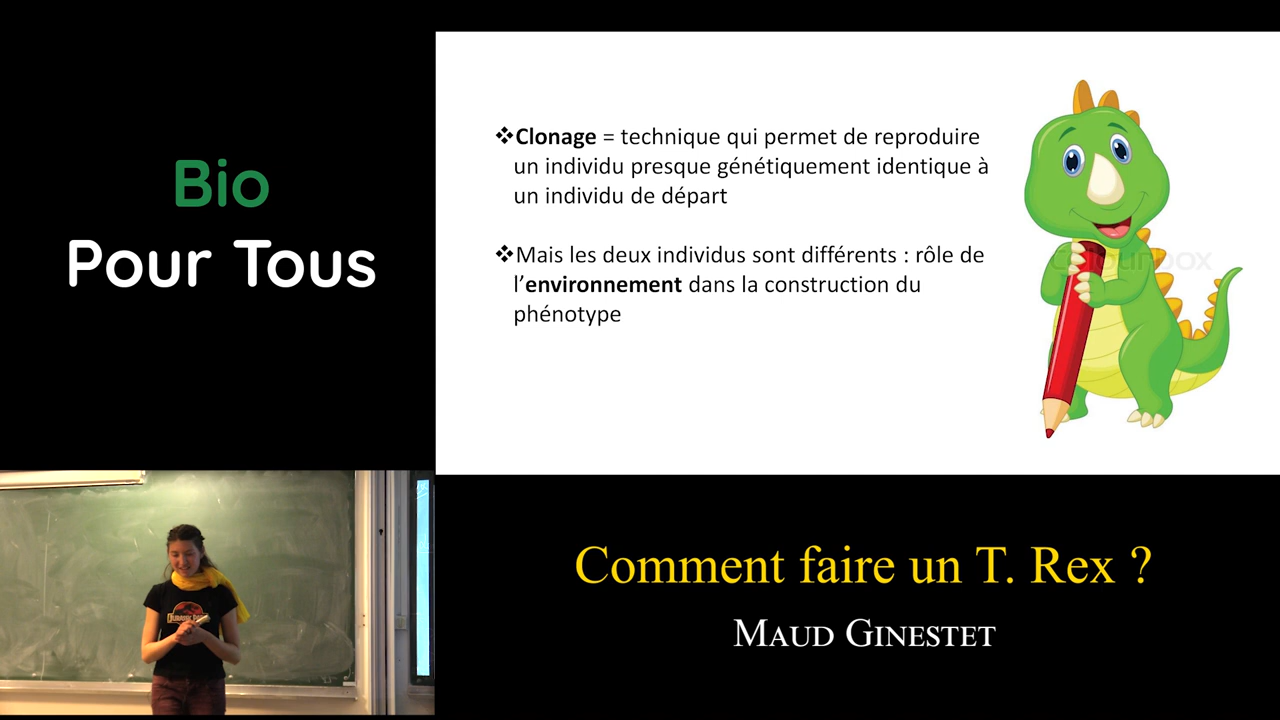 Bio
Pour Tous
❖Clonage = technique qui permet de reproduire
un individu presque génétiquement identique à
un individu de départ
❖Mais les deux individus sont différents : rôle de
l’environnement dans la construction du
phénotype
Comment faire un T. Rex ?
MAUD GINESTET